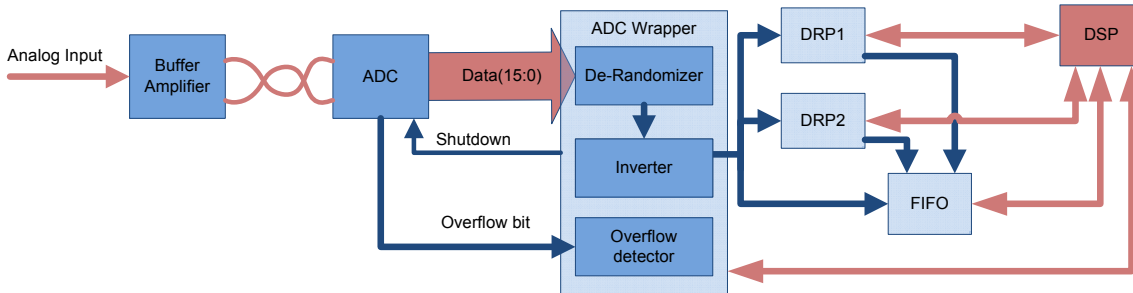 Analog Input
Buffer
Amplifier
ADC
Data(15:0)
Shutdown
Overflow bit
ADC Wrapper
De-Randomizer
Inverter
Overflow
detector
DRP1
DRP2
FIFO
DSP